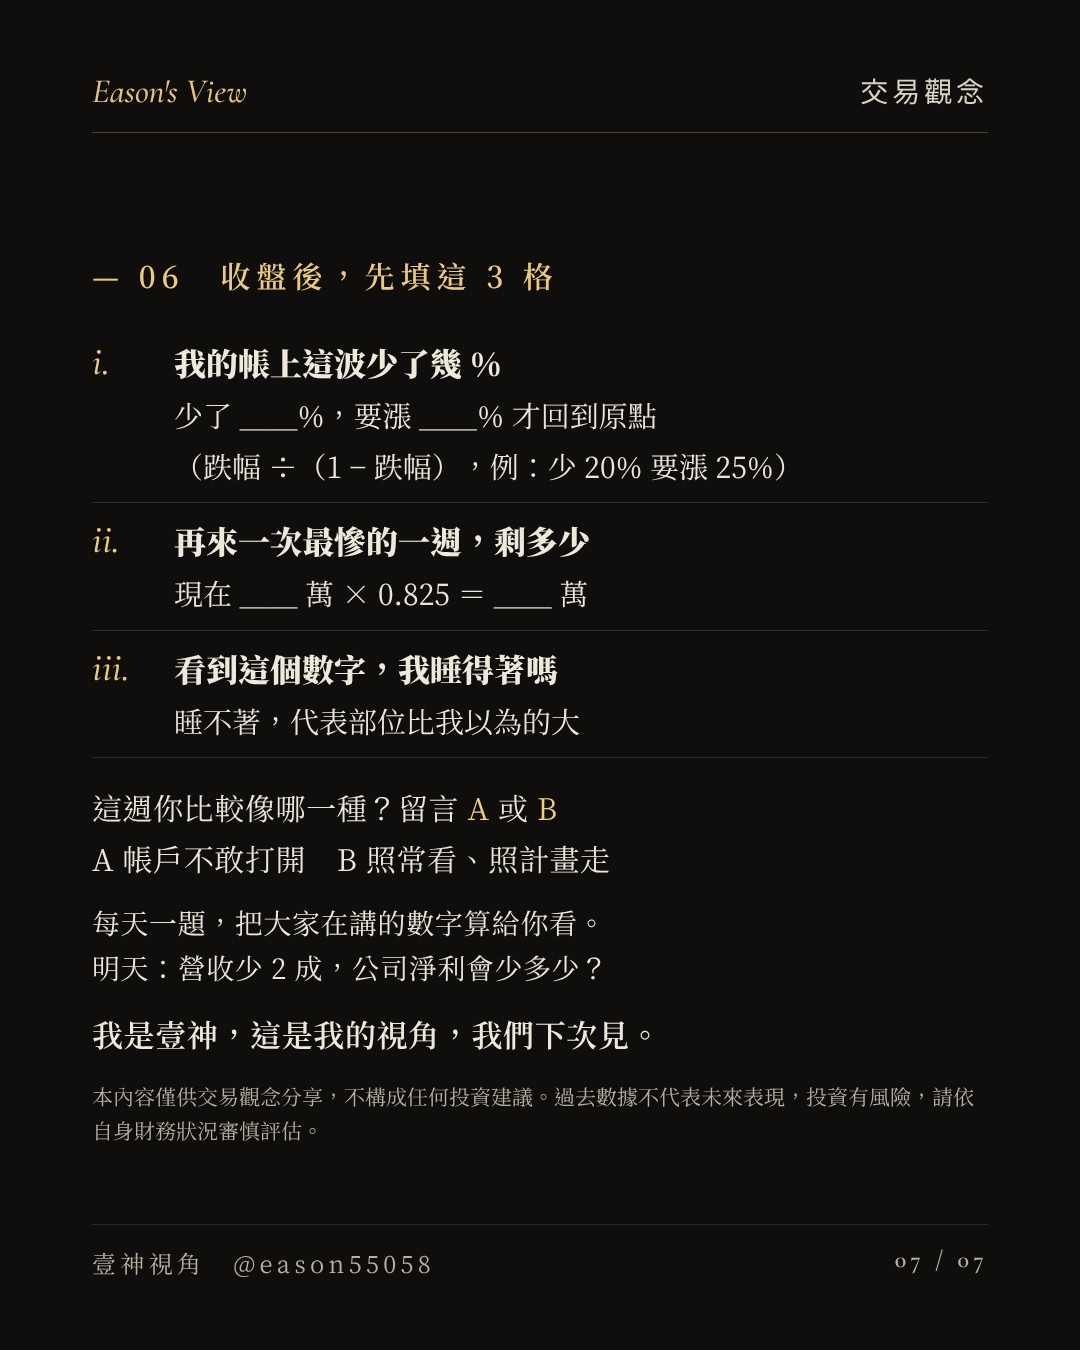 Eason's View
交易觀念
— 06 收盤後，先填這 3 格
i. 我的帳上這波少了幾 %
少了 ____%，要漲 ____% 才回到原點
（跌幅 ÷（1 − 跌幅），例：少 20% 要漲 25%）
ii. 再來一次最慘的一週，剩多少
現在 ____ 萬 × 0.825 ＝ ____ 萬
iii. 看到這個數字，我睡得著嗎
睡不著，代表部位比我以為的大
這週你比較像哪一種？留言 A 或 B
A 帳戶不敢打開　B 照常看、照計畫走
每天一題，把大家在講的數字算給你看。
明天：營收少 2 成，公司淨利會少多少？
我是壹神，這是我的視角，我們下次見。
本內容僅供交易觀念分享，不構成任何投資建議。過去數據不代表未來表現，投資有風險，請依
自身財務狀況審慎評估。
壹神視角　@eason55058
07 / 07